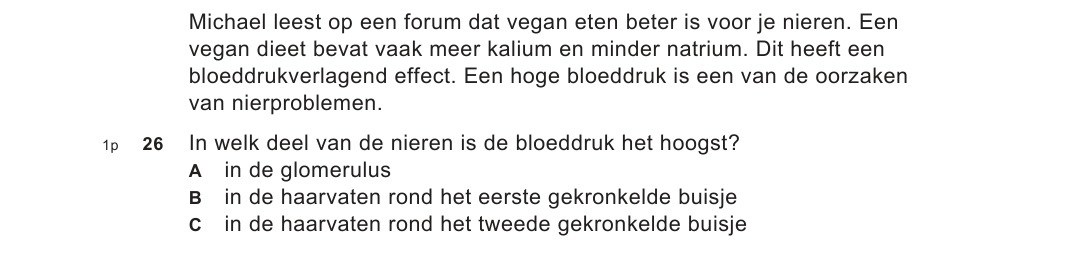 Michael leest op een forum dat vegan eten beter is voor je nieren. Een
vegan dieet bevat vaak meer kalium en minder natrium. Dit heeft een
bloeddrukverlagend effect. Een hoge bloeddruk is een van de oorzaken
van nierproblemen.
1p 26 In welk deel van de nieren is de bloeddruk het hoogst?
A in de glomerulus
B in de haarvaten rond het eerste gekronkelde buisje
C in de haarvaten rond het tweede gekronkelde buisje